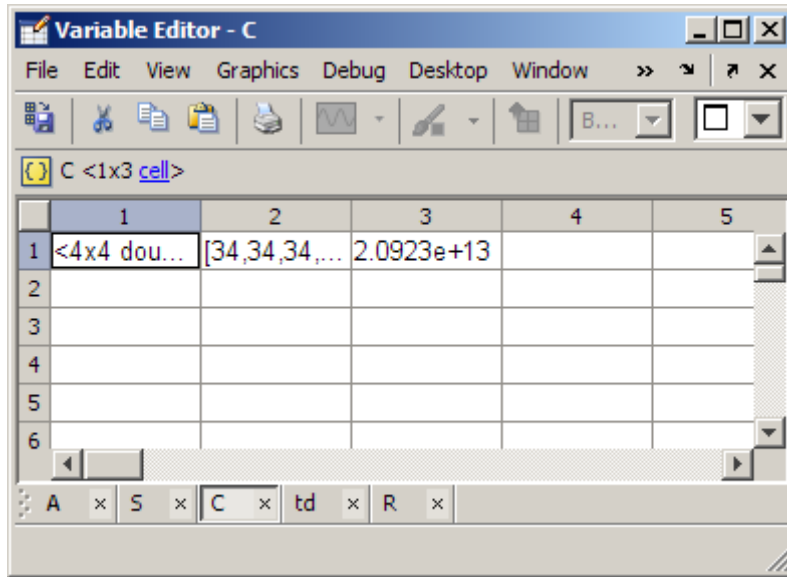 Variable Editor - C
File Edit View Graphics Debug Desktop Window
B...
C <1x3 cell>
1 2 3 4 5
1 <4x4 dou... [34,34,34,... 2.0923e+13
2
3
4
5
6
A S C td R